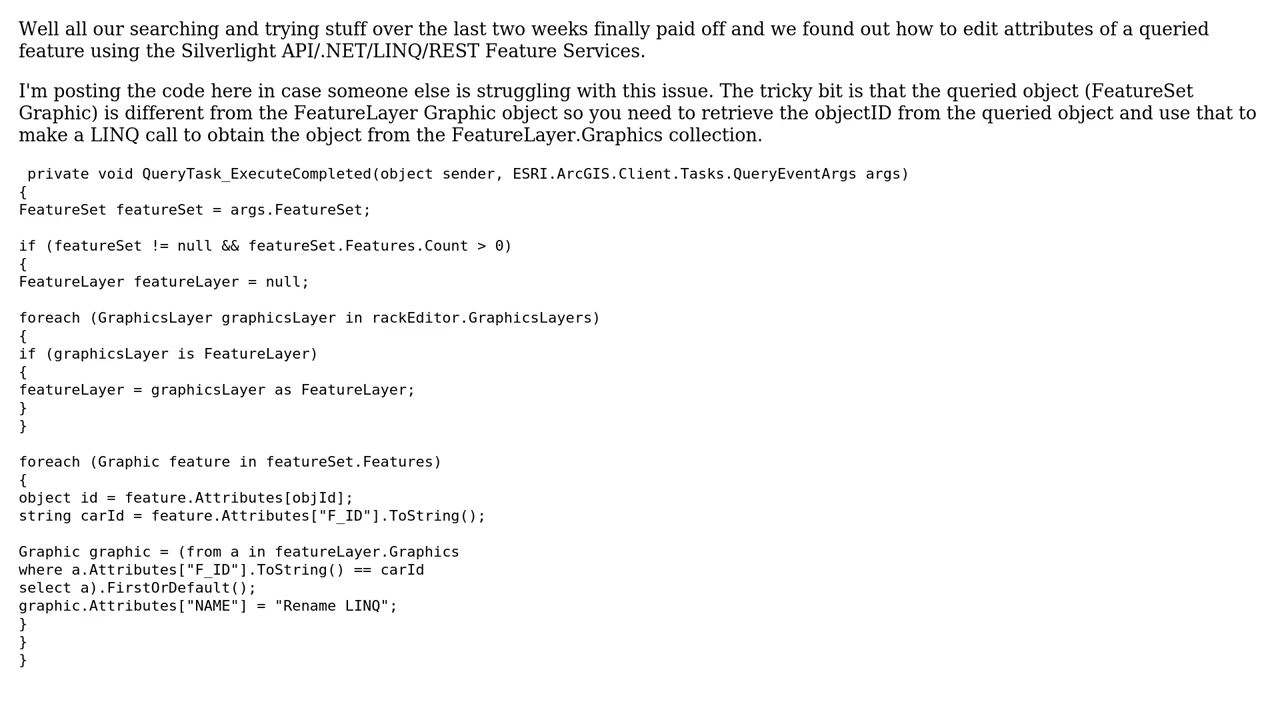 Well all our searching and trying stuff over the last two weeks finally paid off and we found out how to edit attributes of a queried
feature using the Silverlight API/.NET/LINQ/REST Feature Services.
I'm posting the code here in case someone else is struggling with this issue. The tricky bit is that the queried object (FeatureSet
Graphic) is different from the FeatureLayer Graphic object so you need to retrieve the objectID from the queried object and use that to
make a LINQ call to obtain the object from the FeatureLayer.Graphics collection.
private void QueryTask_ExecuteCompleted(object sender, ESRI.ArcGIS.Client.Tasks.QueryEventArgs args)
{
FeatureSet featureSet = args.FeatureSet;
if (featureSet != null && featureSet.Features.Count > 0)
{
FeatureLayer featureLayer = null;
foreach (GraphicsLayer graphicsLayer in rackEditor.GraphicsLayers)
{
if (graphicsLayer is FeatureLayer)
{
featureLayer = graphicsLayer as FeatureLayer;
}
}
foreach (Graphic feature in featureSet.Features)
{
object id = feature.Attributes[objId];
string carId = feature.Attributes["F_ID"].ToString();
Graphic graphic = (from a in featureLayer.Graphics
where a.Attributes["F_ID"].ToString() == carId
select a).FirstOrDefault();
graphic.Attributes["NAME"] = "Rename LINQ";
}
}
}